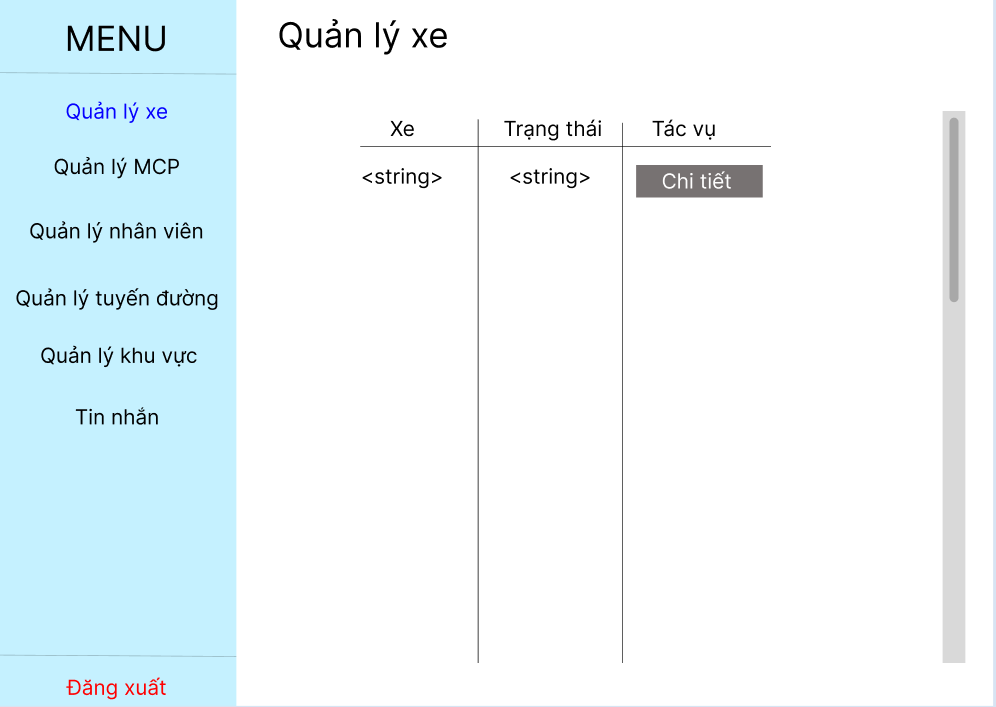 MENU
Quản lý xe
Quản lý MCP
Quản lý nhân viên
Quản lý tuyến đường
Quản lý khu vực
Tin nhắn
Đăng xuất
Quản lý xe
Xe Trạng thái Tác vụ
<string> <string> Chi tiết